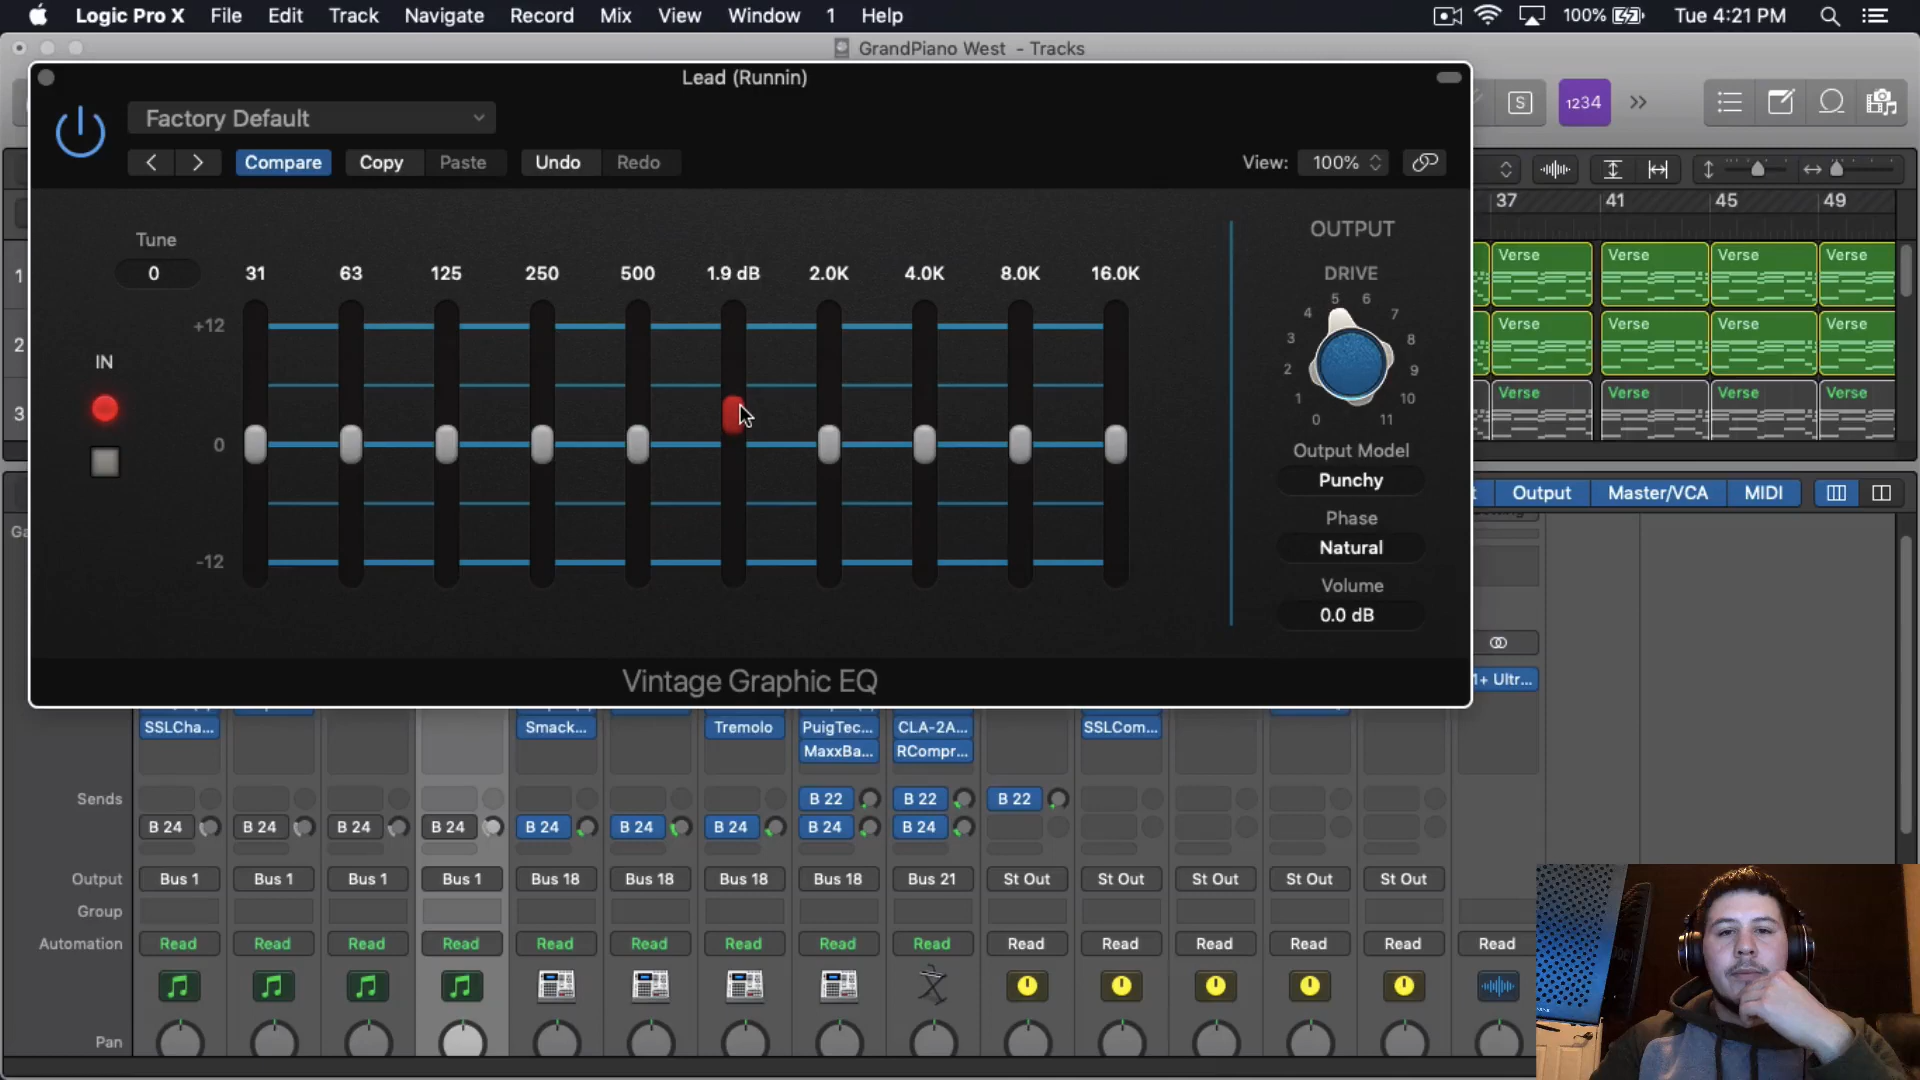 Logic Pro X File Edit Track Navigate Record Mix View Window 1 Help 100% Tue 4:21 PM
GrandPiano West - Tracks
Lead (Runnin)
Factory Default
S 1234
Compare Copy Paste Undo Redo View: 100%
37 41 45 49
OUTPUT
Tune
0 31 63 125 250 500 1.9 dB 2.0K 4.0K 8.0K 16.0K DRIVE
1 Verse Verse Verse Verse
+12
0 1 2 3 4 5 6 7 8 9 10 11
2 Verse Verse Verse Verse
IN
3 Verse Verse Verse Verse
0
Output Model
Punchy
Output Master/VCA MIDI
Phase
Natural
-12
Volume
0.0 dB
Vintage Graphic EQ
1+ Ultr...
SSLCha... Smack... Tremolo PuigTec... CLA-2A... SSLCom...
MaxxBa... RCompr...
Sends B 22 B 22 B 22
B 24 B 24 B 24 B 24 B 24 B 24 B 24 B 24 B 24
Output Bus 1 Bus 1 Bus 1 Bus 1 Bus 18 Bus 18 Bus 18 Bus 18 Bus 21 St Out St Out St Out St Out St Out
Group
Automation Read Read Read Read Read Read Read Read Read Read Read Read Read Read Read
Pan